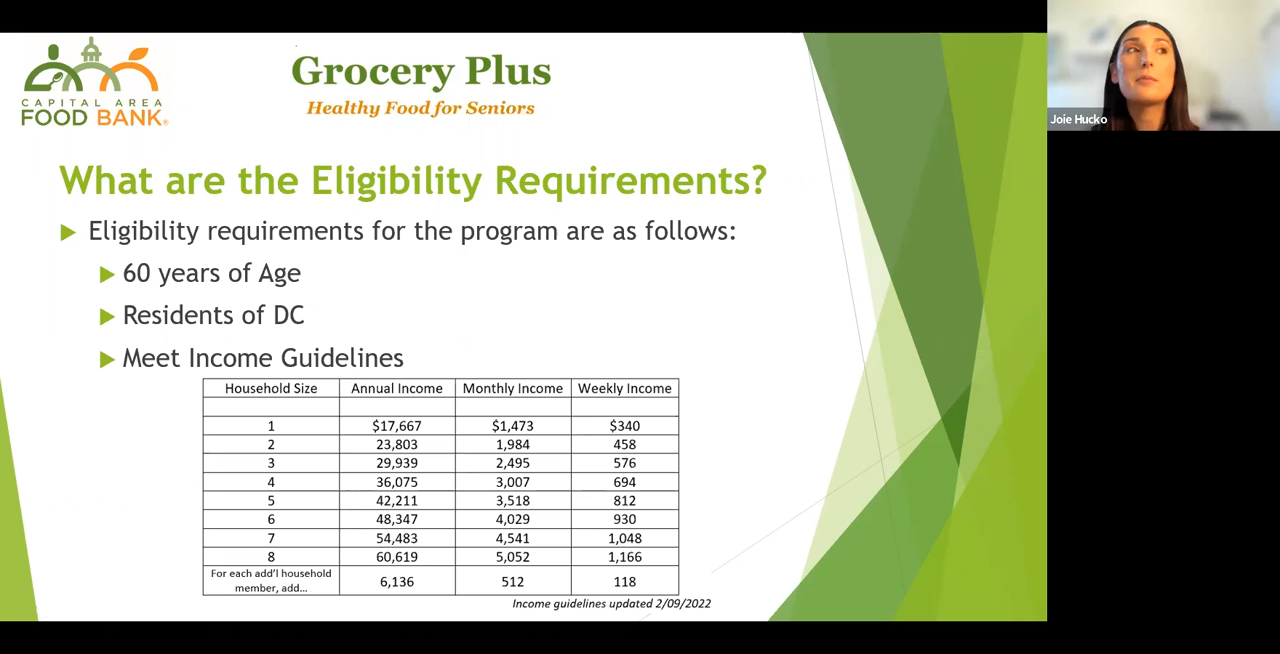 CAPITAL AREA
FOOD BANK®
Grocery Plus
Healthy Food for Seniors
Joie Hucko
What are the Eligibility Requirements?
Eligibility requirements for the program are as follows:
60 years of Age
Residents of DC
Meet Income Guidelines
Household Size Annual Income Monthly Income Weekly Income
1 $17,667 $1,473 $340
2 23,803 1,984 458
3 29,939 2,495 576
4 36,075 3,007 694
5 42,211 3,518 812
6 48,347 4,029 930
7 54,483 4,541 1,048
8 60,619 5,052 1,166
For each add'l household
member, add... 6,136 512 118
Income guidelines updated 2/09/2022